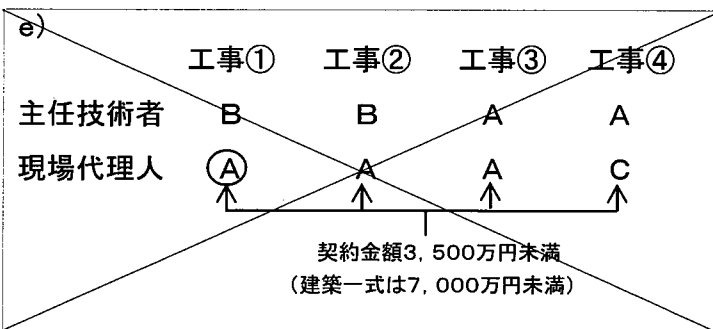 e)
工事① 工事② 工事③ 工事④
主任技術者 B B A A
現場代理人 A A A C
契約金額3，500万円未満
（建築一式は7，000万円未満）